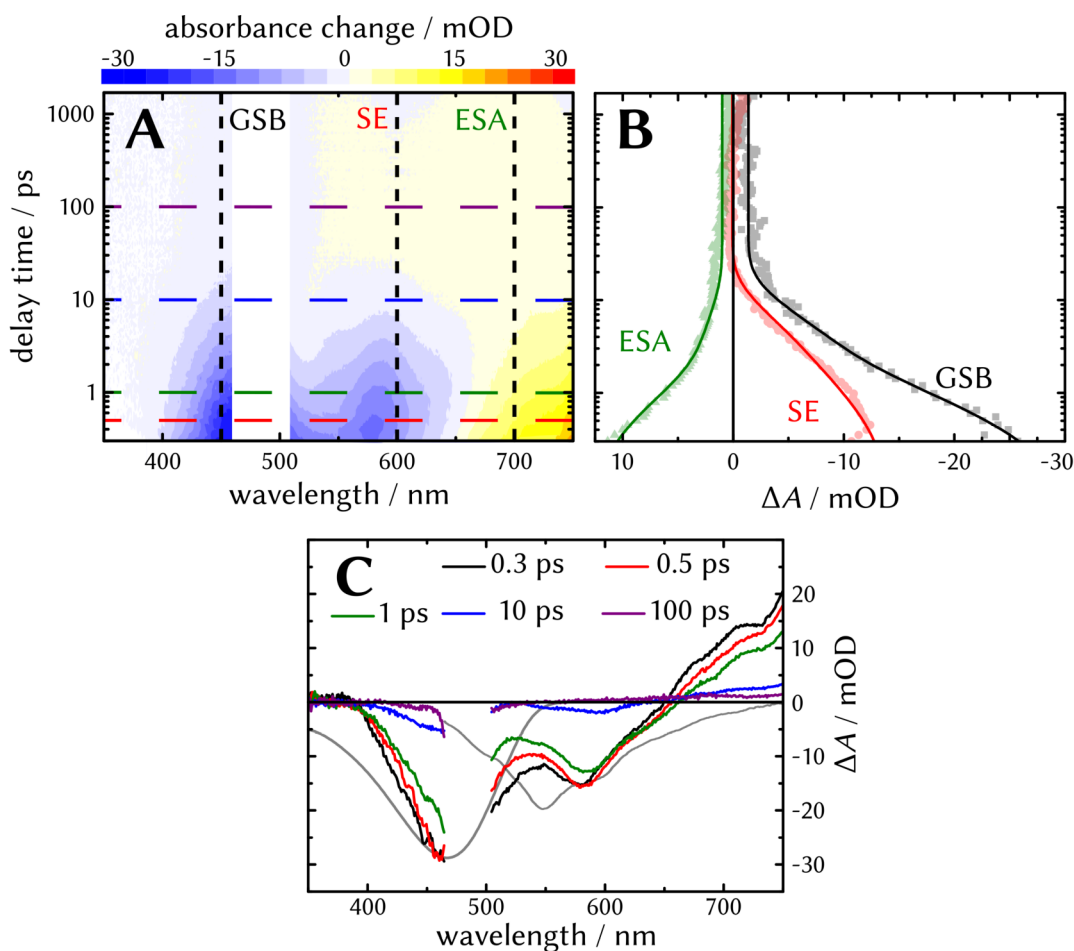 absorbance change / mOD
-30 -15 0 15 30
A GSB SE ESA
1000
100
10
1
delay time / ps
400 500 600 700
wavelength / nm
B
ESA
SE
GSB
10 0 -10 -20 -30
ΔA / mOD
C
0.3 ps 0.5 ps
1 ps 10 ps 100 ps
20
10
0
-10
-20
-30
ΔA / mOD
400 500 600 700
wavelength / nm